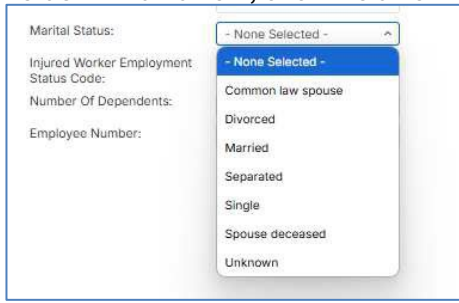 Marital Status:
- None Selected -
- None Selected -
Common law spouse
Divorced
Married
Separated
Single
Spouse deceased
Unknown
Injured Worker Employment
Status Code:
Number Of Dependents:
Employee Number: